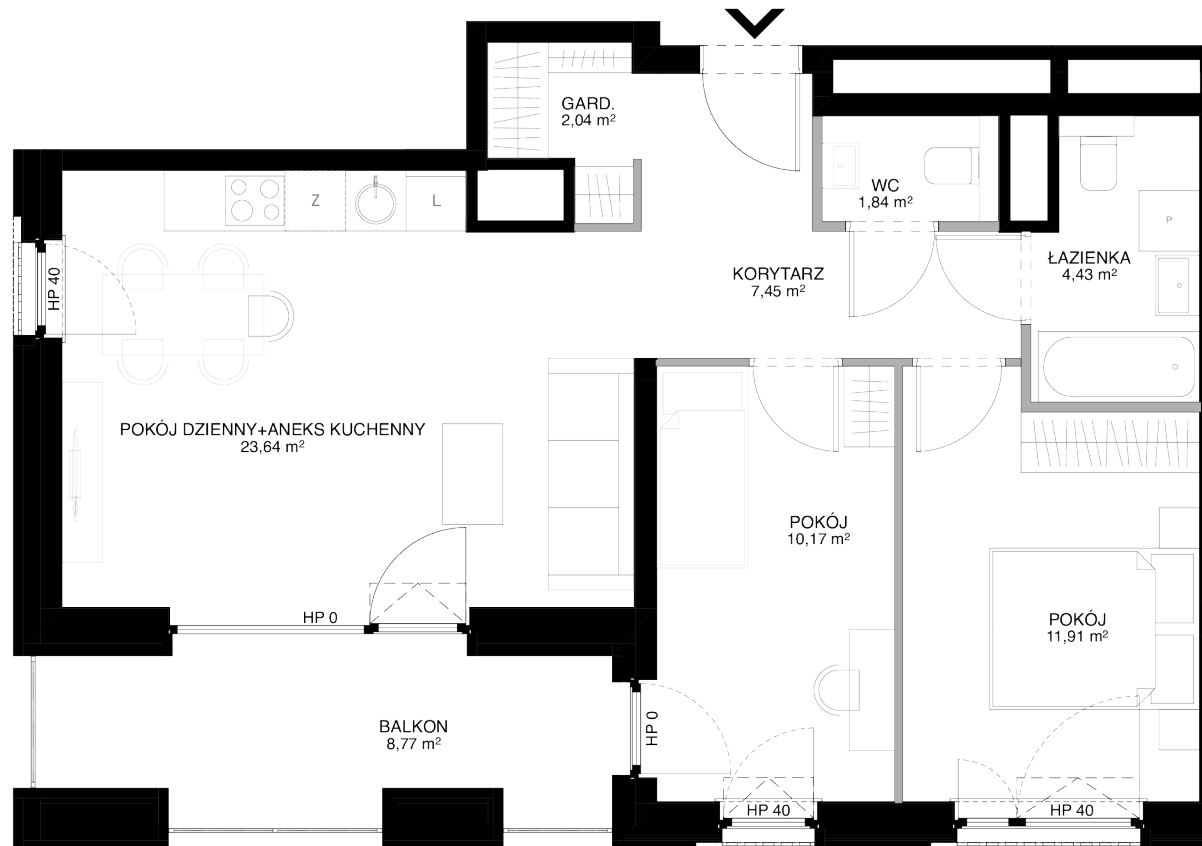 GARD.
2,04 m²
WC
1,84 m²
Z
L
P
ŁAZIENKA
4,43 m²
KORYTARZ
7,45 m²
HP 40
POKÓJ DZIENNY+ANEKS KUCHENNY
23,64 m²
POKÓJ
10,17 m²
HP 0
POKÓJ
11,91 m²
BALKON
8,77 m²
HP 0
HP 40
HP 40